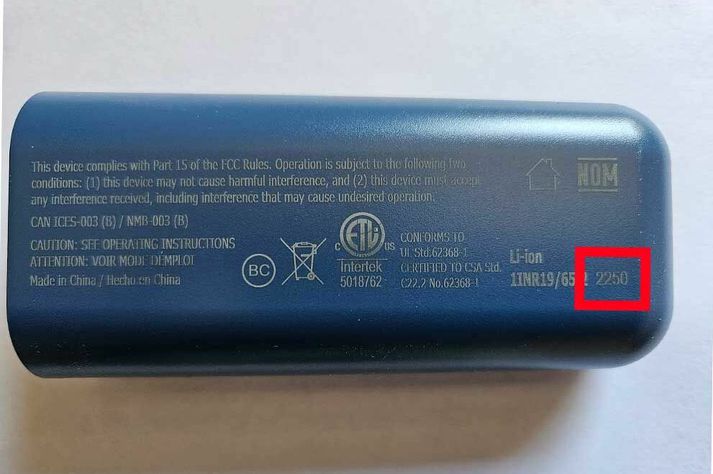 This device complies with Part 15 of the FCC Rules. Operation is subject to the following two
conditions: (1) this device may not cause harmful interference, and (2) this device must accept
any interference received, including interference that may cause undesired operation.
CAN ICES-003 (B) / NMB-003 (B)
CAUTION: SEE OPERATING INSTRUCTIONS
ATTENTION: VOIR MODE D'EMPLOI
Made in China / Hecho en China
BC
C ETL US
Intertek
5018762
CONFORMS TO
UL Std:62368-1
CERTIFIED TO CSA Std.
C22.2 No.62368-1
NOM
Li-ion
1INR19/65-2 2250